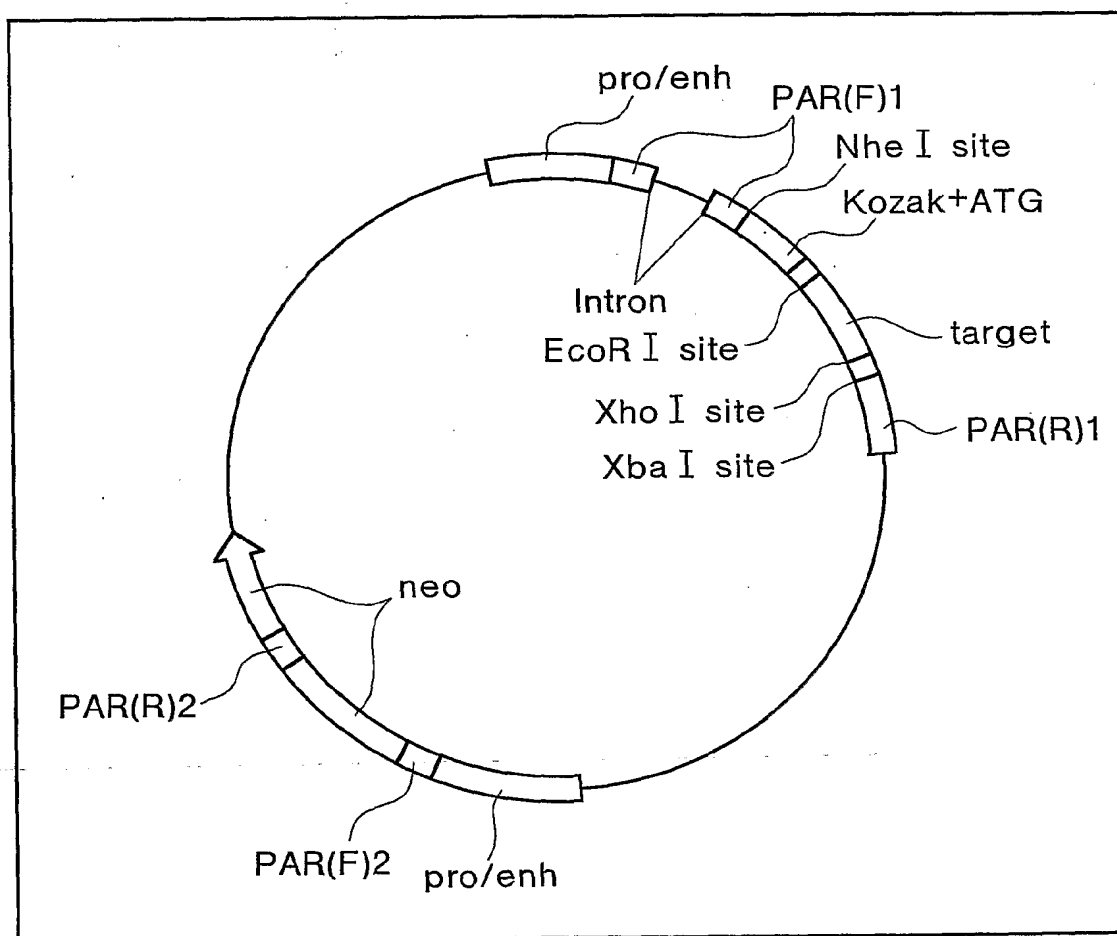 pro/enh
PAR(F)1
Nhe I site
Kozak+ATG
Intron
EcoR I site
target
Xho I site
PAR(R)1
Xba I site
neo
PAR(R)2
PAR(F)2
pro/enh